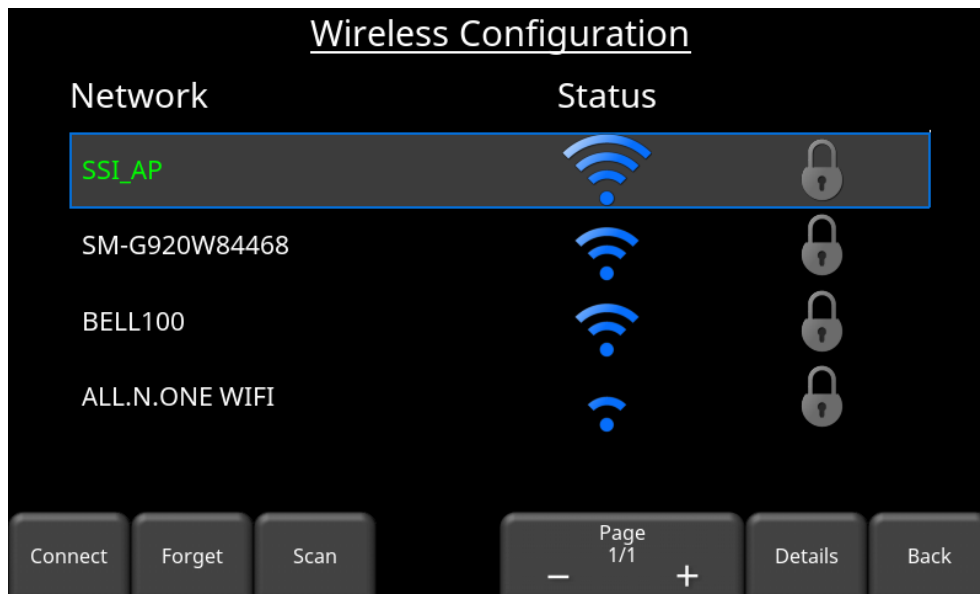 Wireless Configuration
Network Status
SSI_AP
SM-G920W84468
BELL100
ALL.N.ONE WIFI
Connect Forget Scan Page 1/1 − + Details Back